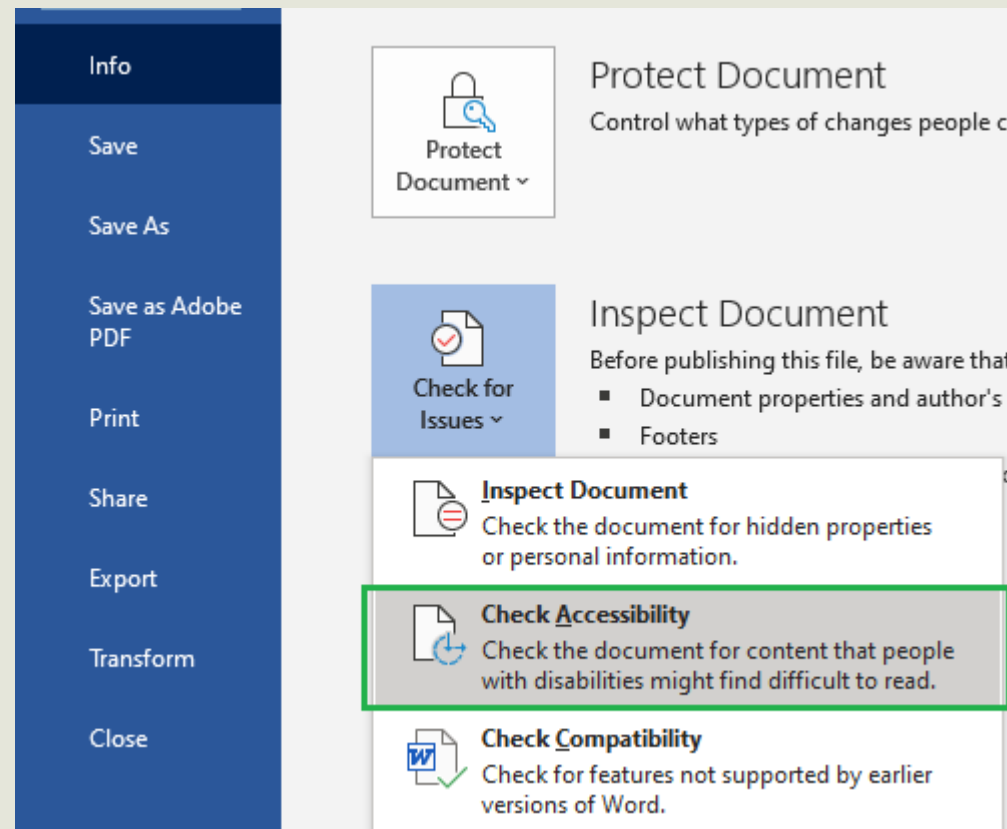 Info
Save
Save As
Save as Adobe
PDF
Print
Share
Export
Transform
Close
Protect
Document
Protect Document
Control what types of changes people c
Check for
Issues
Inspect Document
Before publishing this file, be aware that
Document properties and author's
Footers
Inspect Document
Check the document for hidden properties
or personal information.
Check Accessibility
Check the document for content that people
with disabilities might find difficult to read.
Check Compatibility
Check for features not supported by earlier
versions of Word.